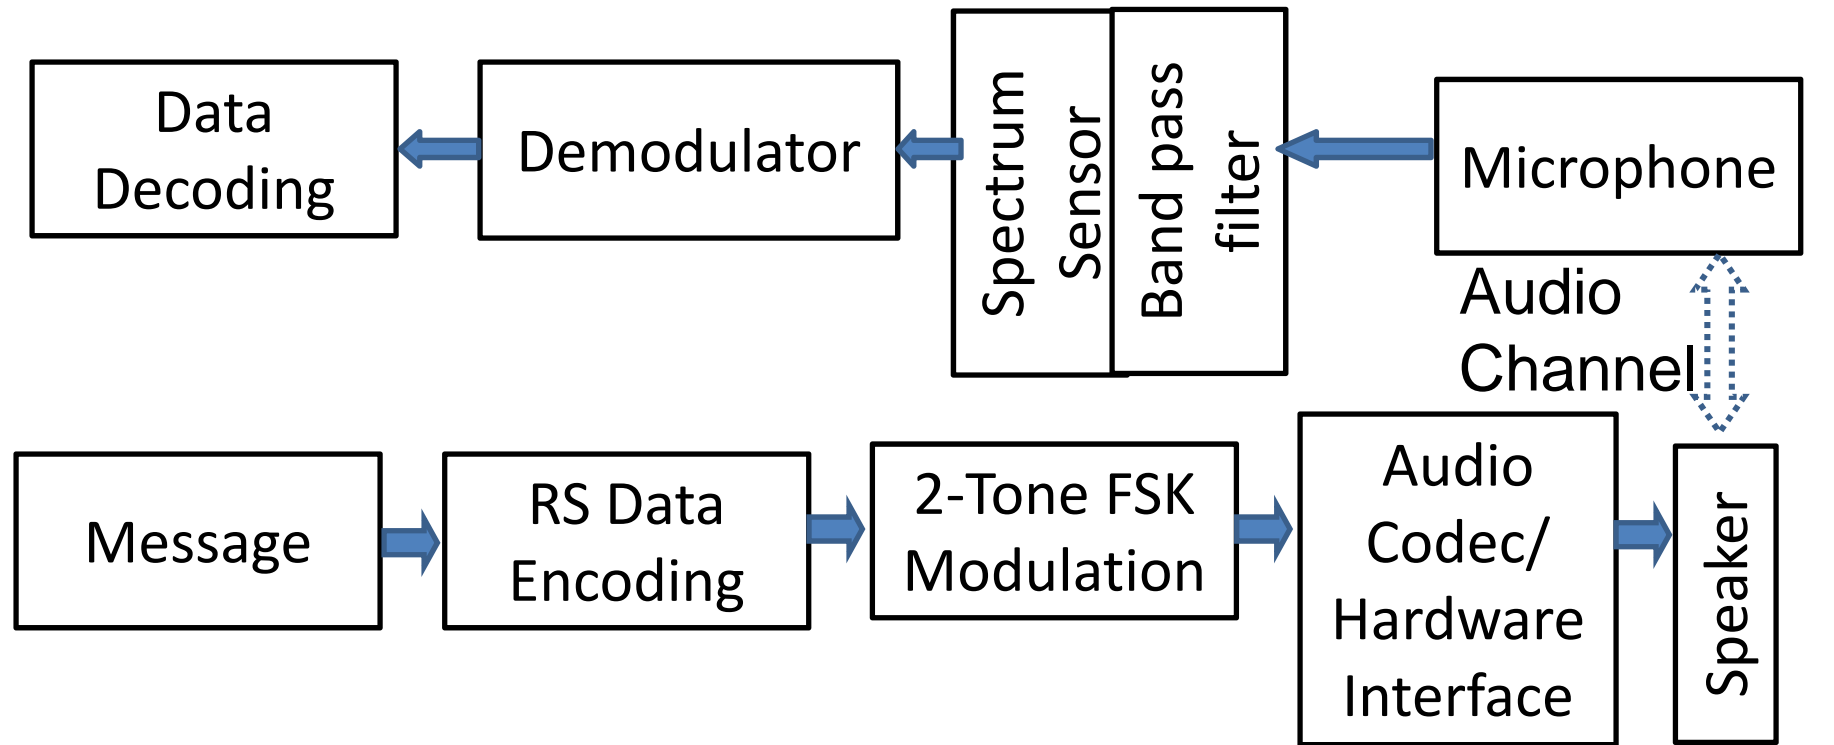 Data
Decoding
Demodulator
Spectrum
Sensor
Band pass
filter
Microphone
Audio
Channel
Message
RS Data
Encoding
2-Tone FSK
Modulation
Audio
Codec/
Hardware
Interface
Speaker